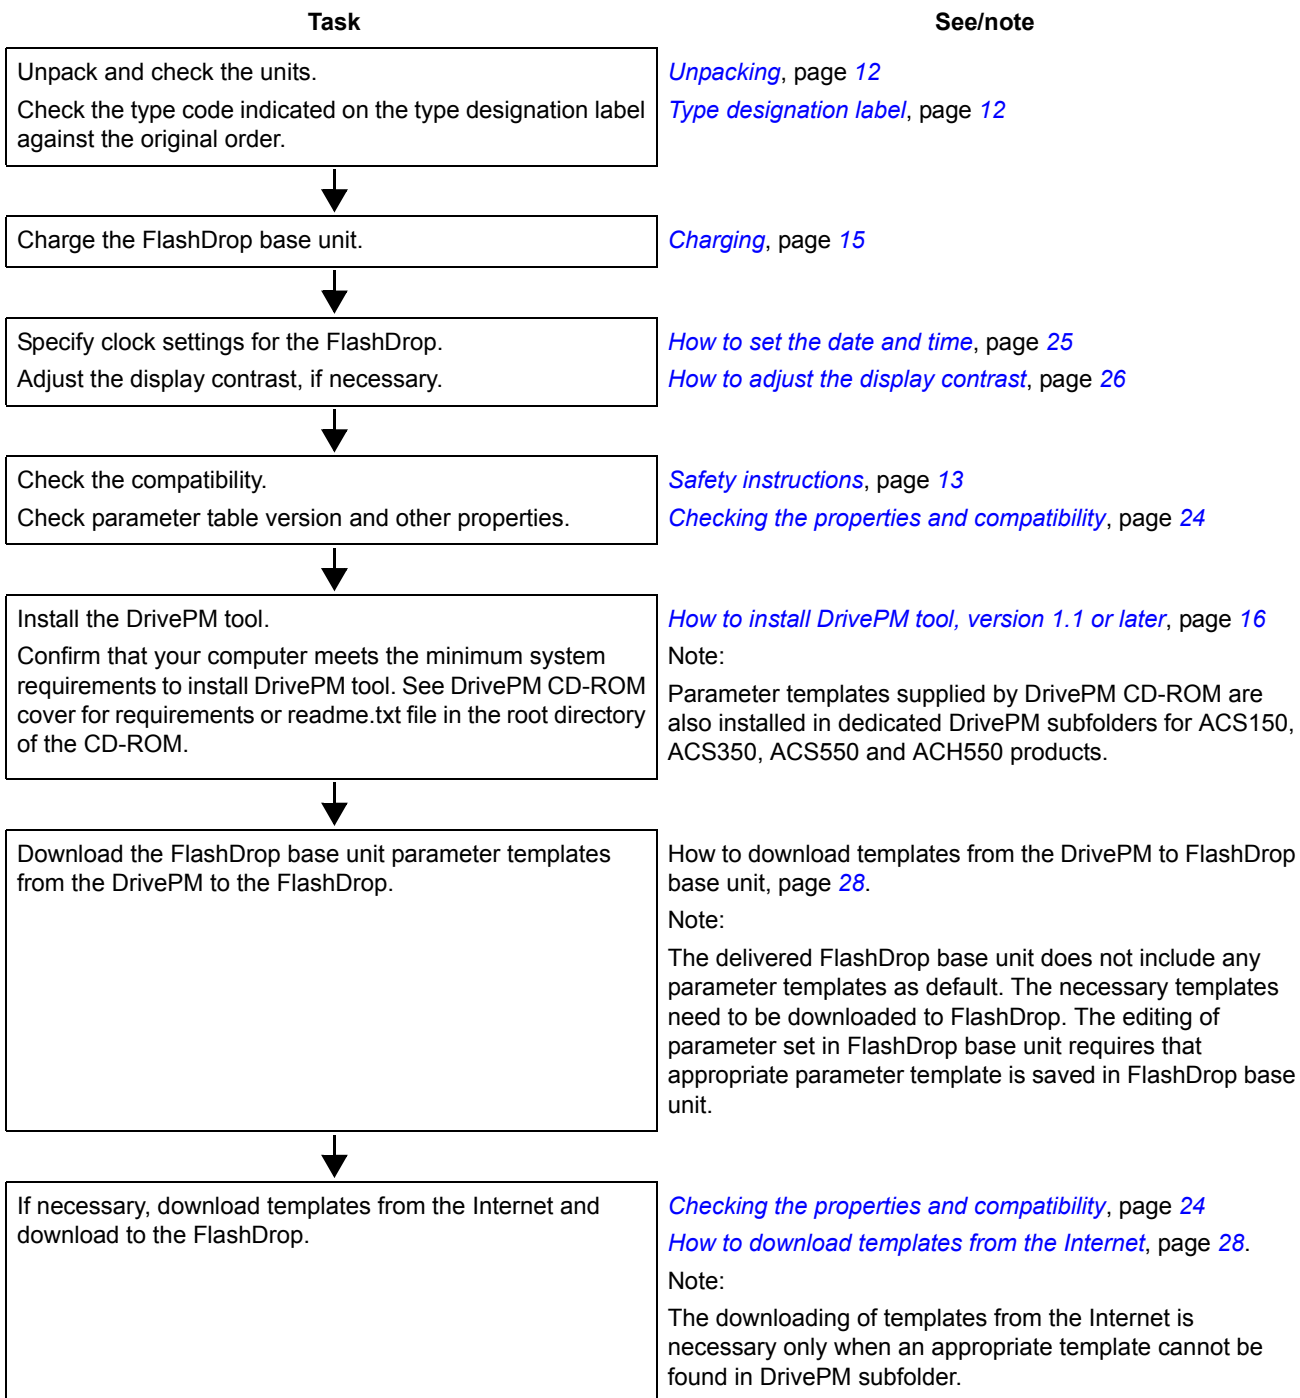 Task
See/note
Unpack and check the units.
Unpacking, page 12
Check the type code indicated on the type designation label
against the original order.
Type designation label, page 12
Charge the FlashDrop base unit.
Charging, page 15
Specify clock settings for the FlashDrop.
How to set the date and time, page 25
Adjust the display contrast, if necessary.
How to adjust the display contrast, page 26
Check the compatibility.
Safety instructions, page 13
Check parameter table version and other properties.
Checking the properties and compatibility, page 24
Install the DrivePM tool.
Confirm that your computer meets the minimum system
requirements to install DrivePM tool. See DrivePM CD-ROM
cover for requirements or readme.txt file in the root directory
of the CD-ROM.
How to install DrivePM tool, version 1.1 or later, page 16
Note:
Parameter templates supplied by DrivePM CD-ROM are
also installed in dedicated DrivePM subfolders for ACS150,
ACS350, ACS550 and ACH550 products.
Download the FlashDrop base unit parameter templates
from the DrivePM to the FlashDrop.
How to download templates from the DrivePM to FlashDrop
base unit, page 28.
Note:
The delivered FlashDrop base unit does not include any
parameter templates as default. The necessary templates
need to be downloaded to FlashDrop. The editing of
parameter set in FlashDrop base unit requires that
appropriate parameter template is saved in FlashDrop base
unit.
If necessary, download templates from the Internet and
download to the FlashDrop.
Checking the properties and compatibility, page 24
How to download templates from the Internet, page 28.
Note:
The downloading of templates from the Internet is
necessary only when an appropriate template cannot be
found in DrivePM subfolder.